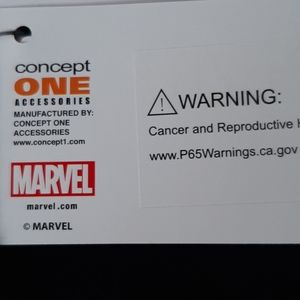 concept
ONE
ACCESSORIES
MANUFACTURED BY:
CONCEPT ONE
ACCESSORIES
www.concept1.com
MARVEL
marvel.com
© MARVEL
WARNING:
Cancer and Reproductive
www.P65Warnings.ca.gov